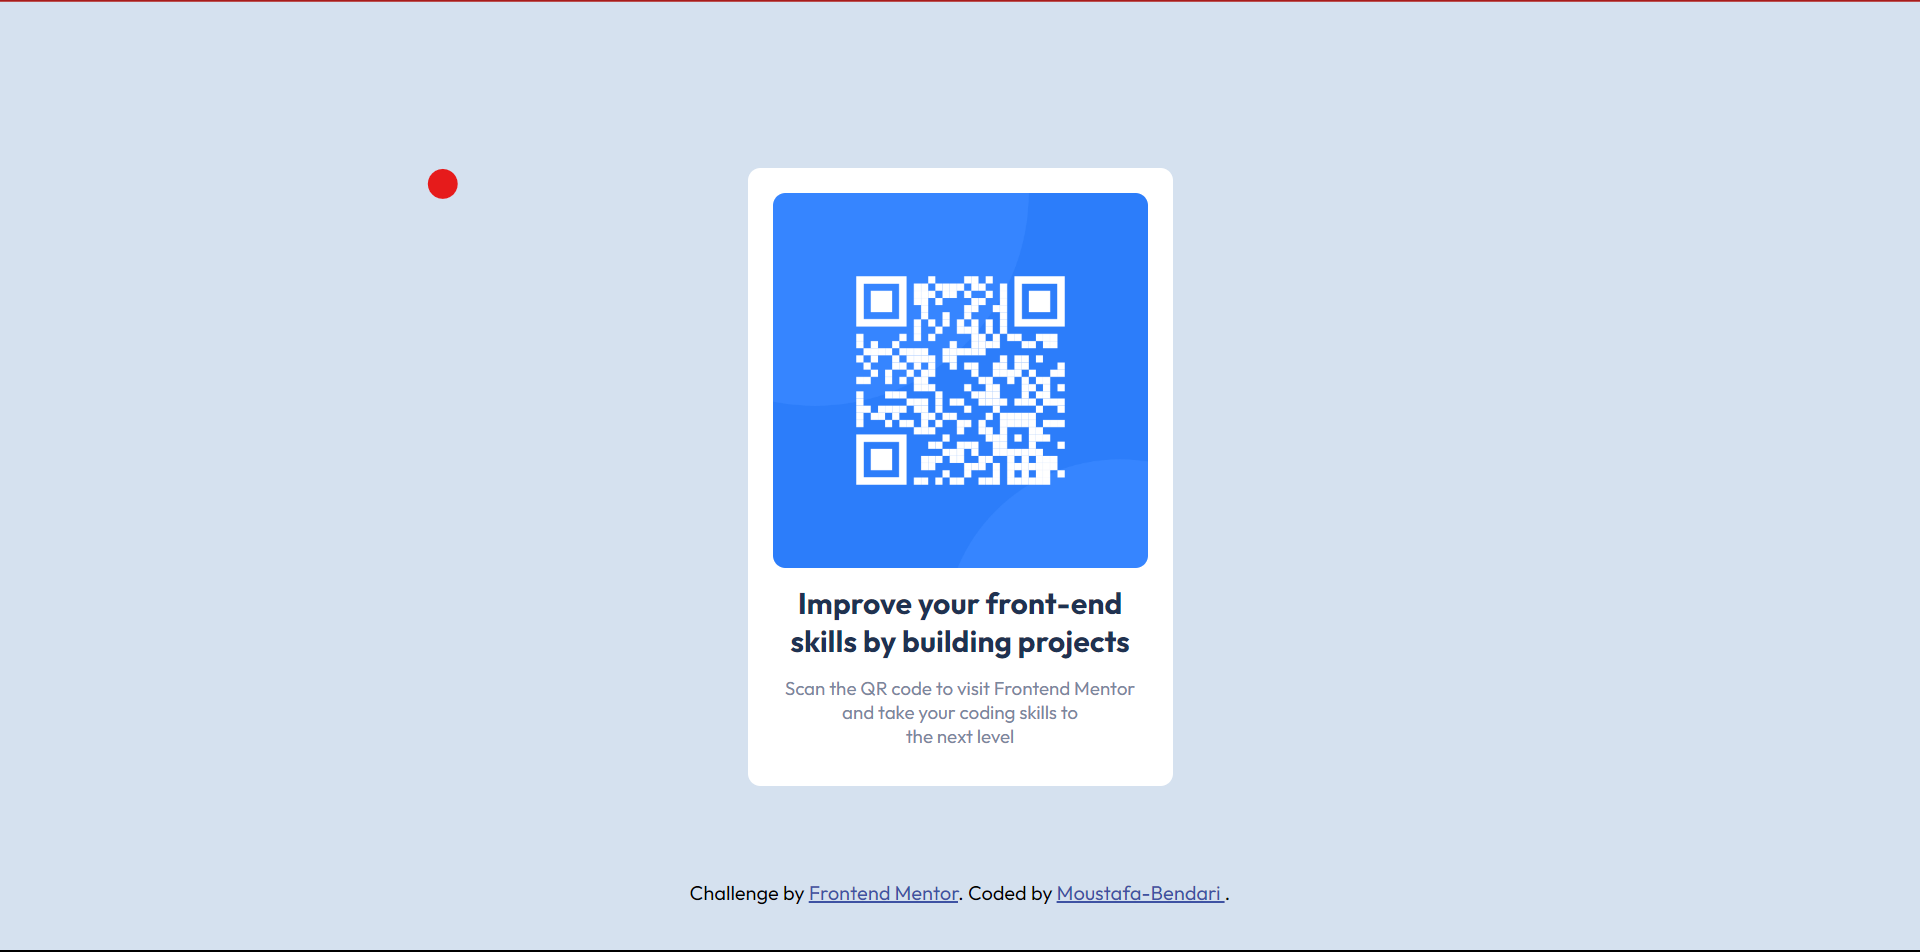 Improve your front-end
skills by building projects
Scan the QR code to visit Frontend Mentor
and take your coding skills to
the next level
Challenge by Frontend Mentor. Coded by Moustafa-Bendari .